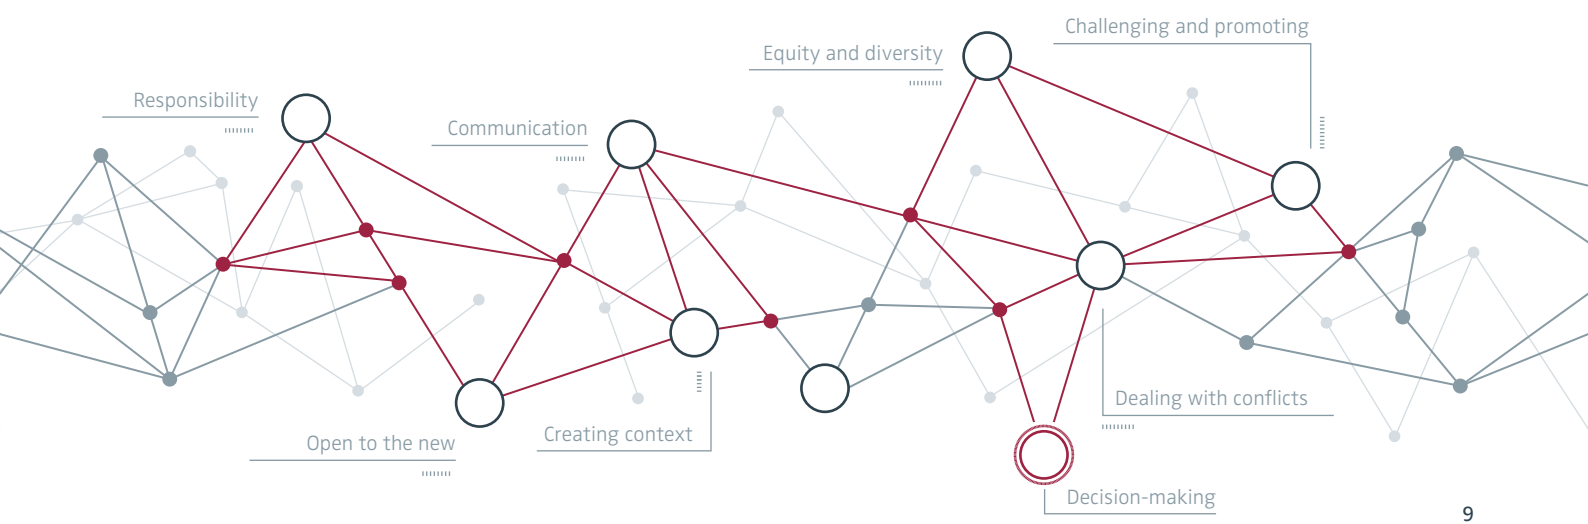 Challenging and promoting
Equity and diversity
Responsibility
Communication
Dealing with conflicts
Creating context
Open to the new
Decision-making
9